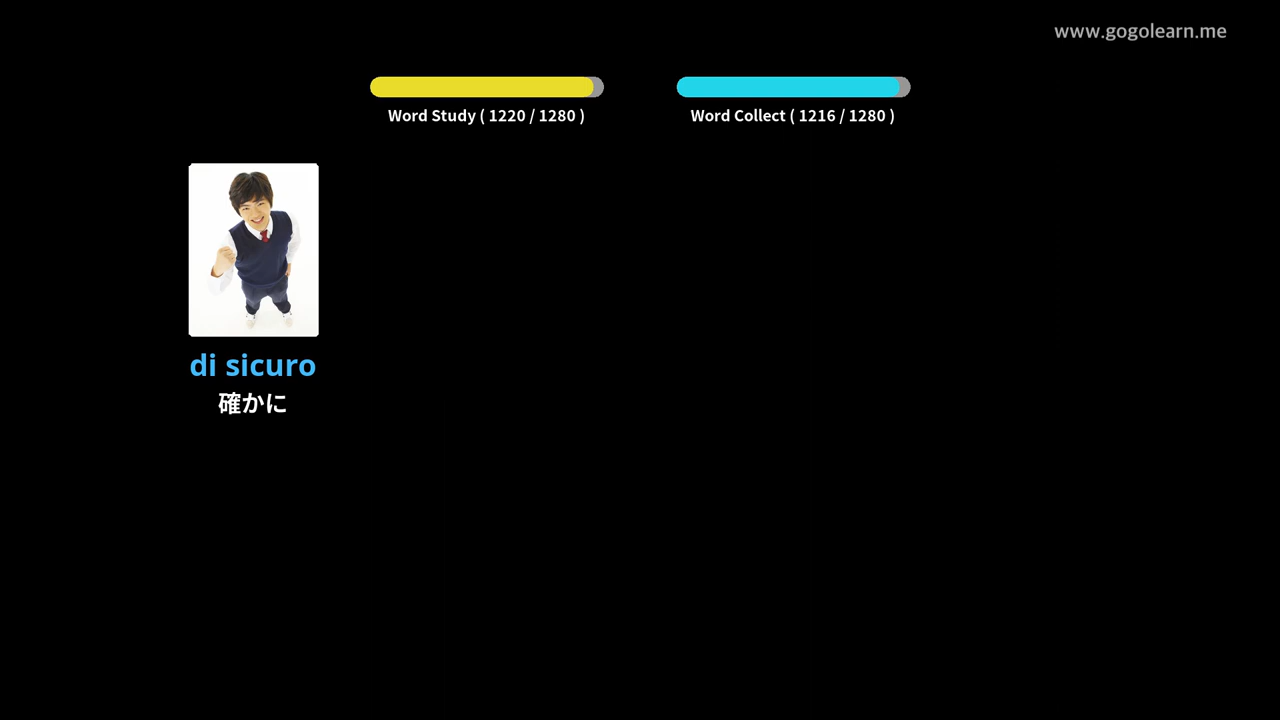 www.gogolearn.me
Word Study ( 1220 / 1280 )
Word Collect ( 1216 / 1280 )
di sicuro
確かに